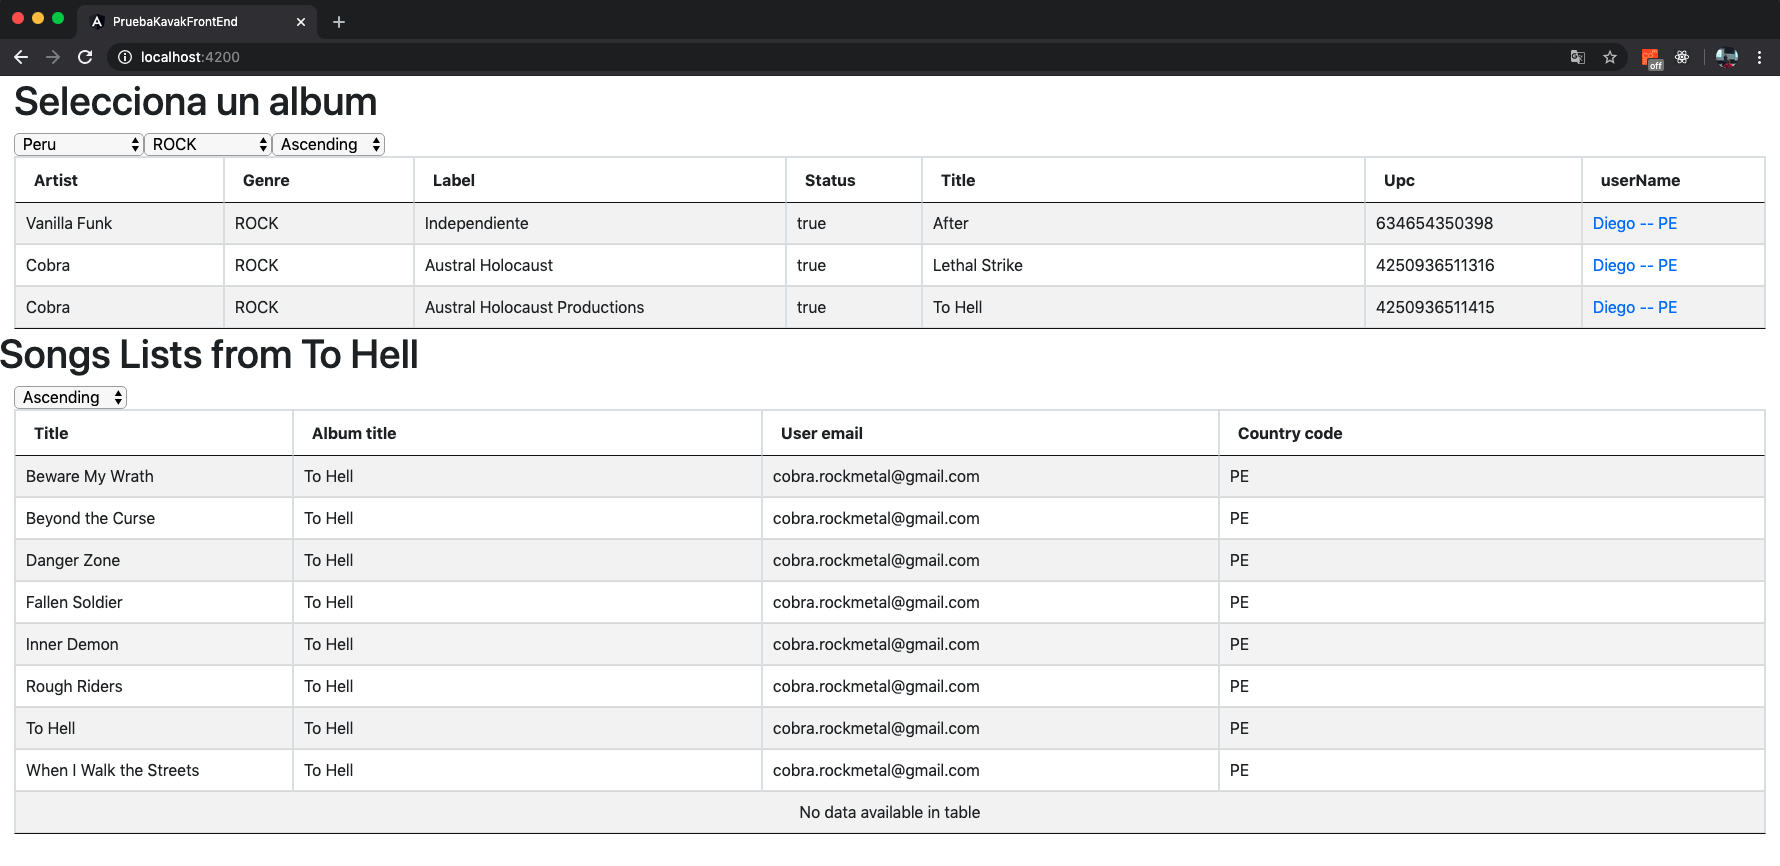 PruebaKavakFrontEnd
localhost:4200
off
Selecciona un album
Peru ROCK Ascending
Artist Genre Label Status Title Upc userName
Vanilla Funk ROCK Independiente true After 634654350398 Diego -- PE
Cobra ROCK Austral Holocaust true Lethal Strike 4250936511316 Diego -- PE
Cobra ROCK Austral Holocaust Productions true To Hell 4250936511415 Diego -- PE
Songs Lists from To Hell
Ascending
Title Album title User email Country code
Beware My Wrath To Hell cobra.rockmetal@gmail.com PE
Beyond the Curse To Hell cobra.rockmetal@gmail.com PE
Danger Zone To Hell cobra.rockmetal@gmail.com PE
Fallen Soldier To Hell cobra.rockmetal@gmail.com PE
Inner Demon To Hell cobra.rockmetal@gmail.com PE
Rough Riders To Hell cobra.rockmetal@gmail.com PE
To Hell To Hell cobra.rockmetal@gmail.com PE
When I Walk the Streets To Hell cobra.rockmetal@gmail.com PE
No data available in table